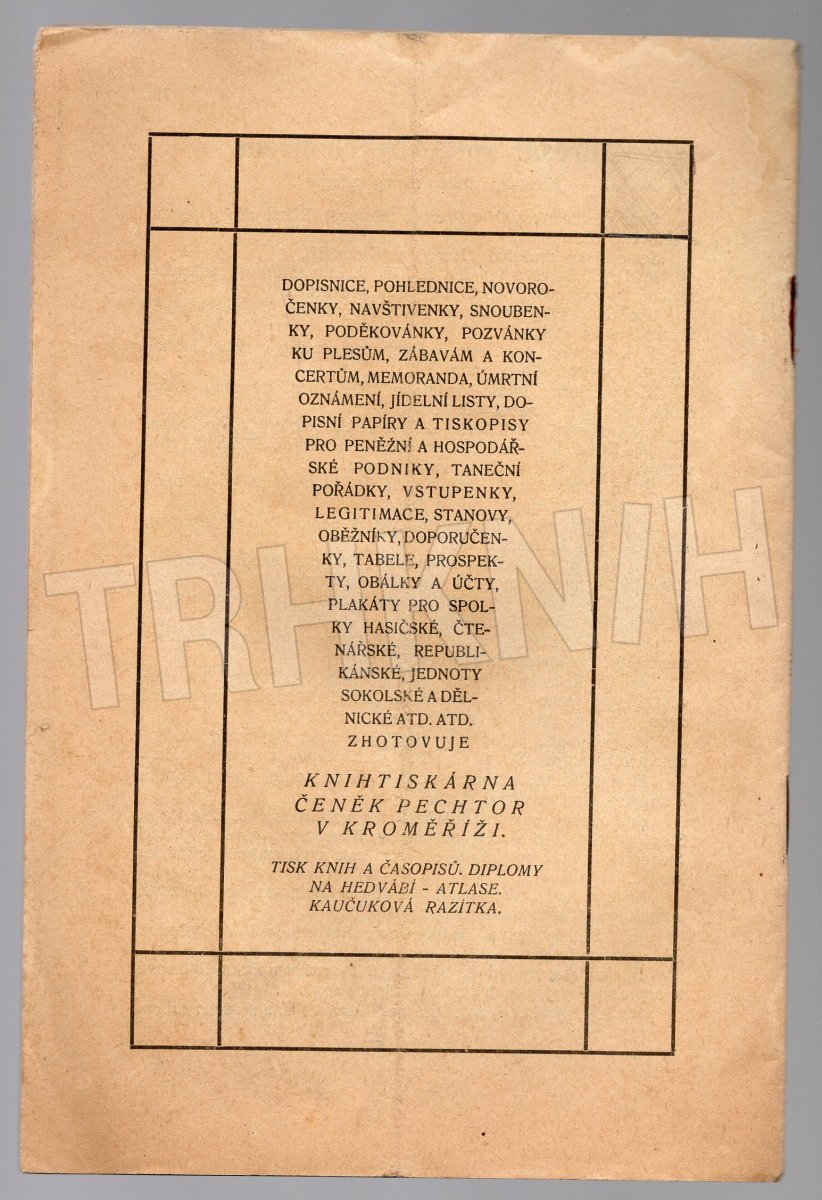 DOPISNICE, POHLEDNICE, NOVORO-
ČENKY, NAVŠTIVENKY, SNOUBEN-
KY, PODĚKOVÁNKY, POZVÁNKY
KU PLESŮM, ZÁBAVÁM A KON-
CERTŮM, MEMORANDA, ÚMRTNÍ
OZNÁMENÍ, JÍDELNÍ LISTY, DO-
PISNÍ PAPÍRY A TISKOPISY
PRO PENĚŽNÍ A HOSPODÁŘ-
SKÉ PODNIKY, TANEČNÍ
POŘÁDKY, VSTUPENKY,
LEGITIMACE, STANOVY,
OBĚŽNÍKY, DOPORUČEN-
KY, TABELE, PROSPEK-
TY, OBÁLKY A ÚČTY,
PLAKÁTY PRO SPOL-
KY HASIČSKÉ, ČTE-
NÁŘSKÉ, REPUBLI-
KÁNSKÉ, JEDNOTY
SOKOLSKÉ A DĚL-
NICKÉ ATD. ATD.
ZHOTOVUJE
KNIHTISKÁRNA
ČENĚK PECHTOR
V KROMĚŘÍŽI.
TISK KNIH A ČASOPISŮ. DIPLOMY
NA HEDVÁBÍ - ATLASE.
KAUČUKOVÁ RAZÍTKA.
TRH KNIH